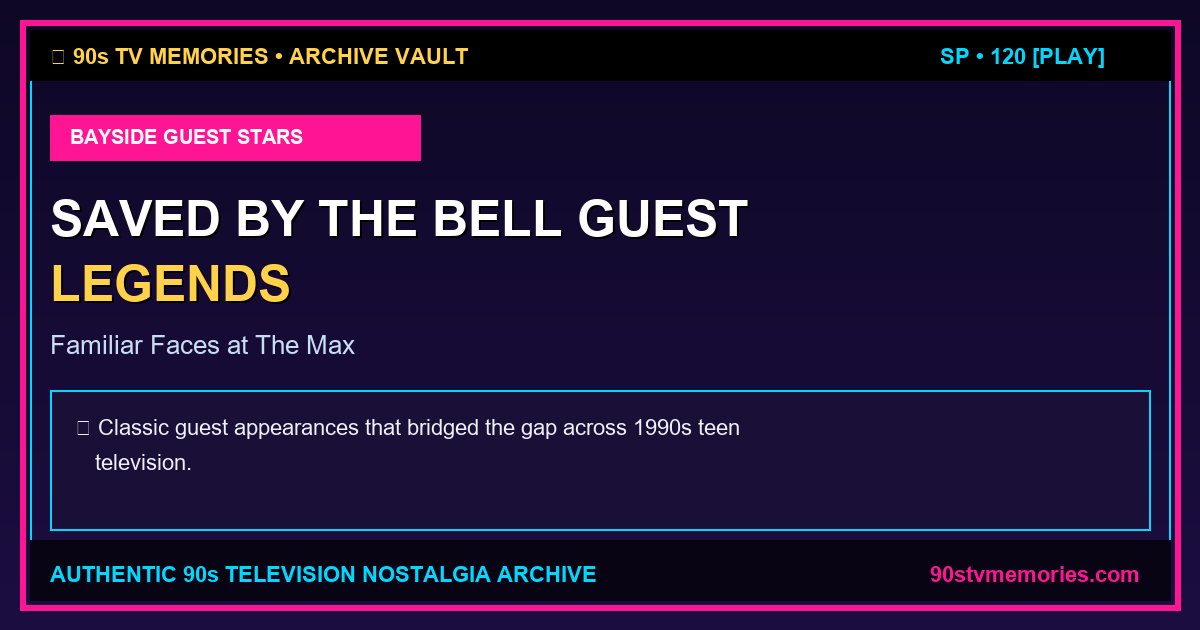 90s TV MEMORIES • ARCHIVE VAULT
SP • 120 [PLAY]
BAYSIDE GUEST STARS
SAVED BY THE BELL GUEST
LEGENDS
Familiar Faces at The Max
Classic guest appearances that bridged the gap across 1990s teen
television.
AUTHENTIC 90s TELEVISION NOSTALGIA ARCHIVE
90stvmemories.com